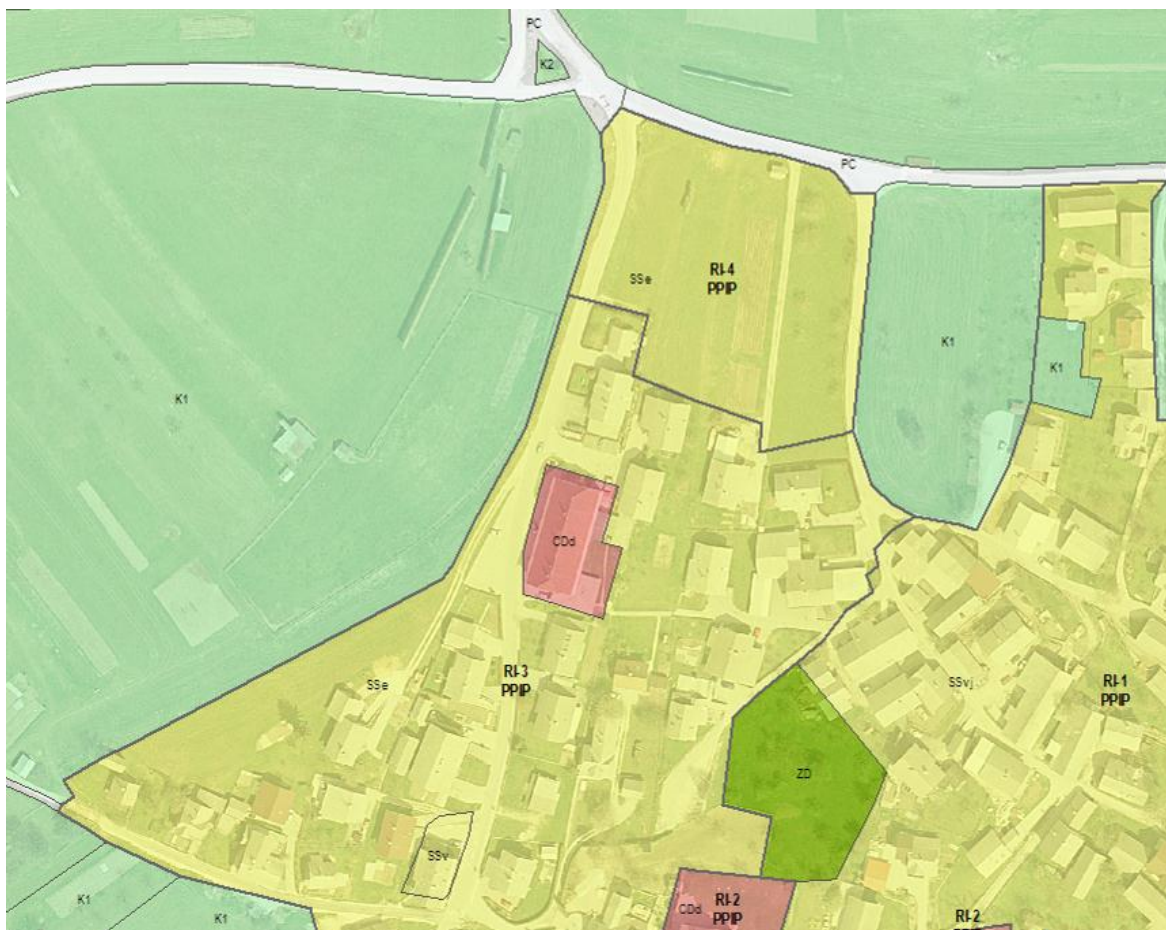 PC
K2
PC
RI-4
PPIP
SSe
K1
K1
K1
CDd
RI-3
PPIP
SSe
SSvj
RI-1
PPIP
ZD
SSv
K1
K1
CDd
RI-2
PPIP
RI-2
PPIP